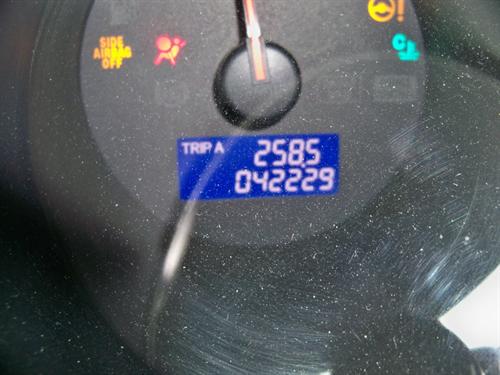 SIDE
AIRBAG
OFF
TRIP A 258.5
042229